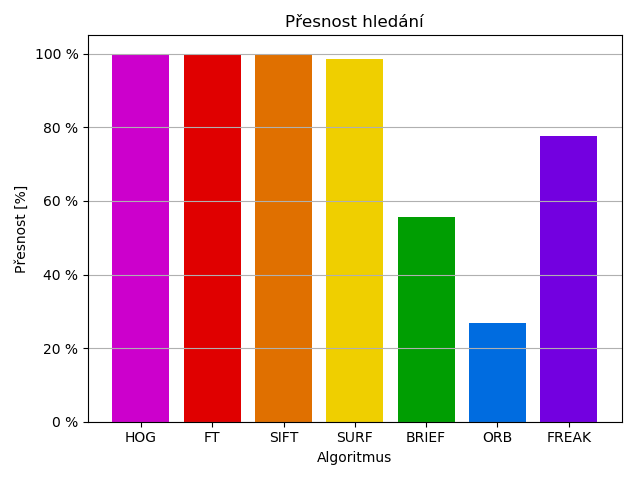 Přesnost hledání
Přesnost [%]
100 %
80 %
60 %
40 %
20 %
0 %
HOG FT SIFT SURF BRIEF ORB FREAK
Algoritmus